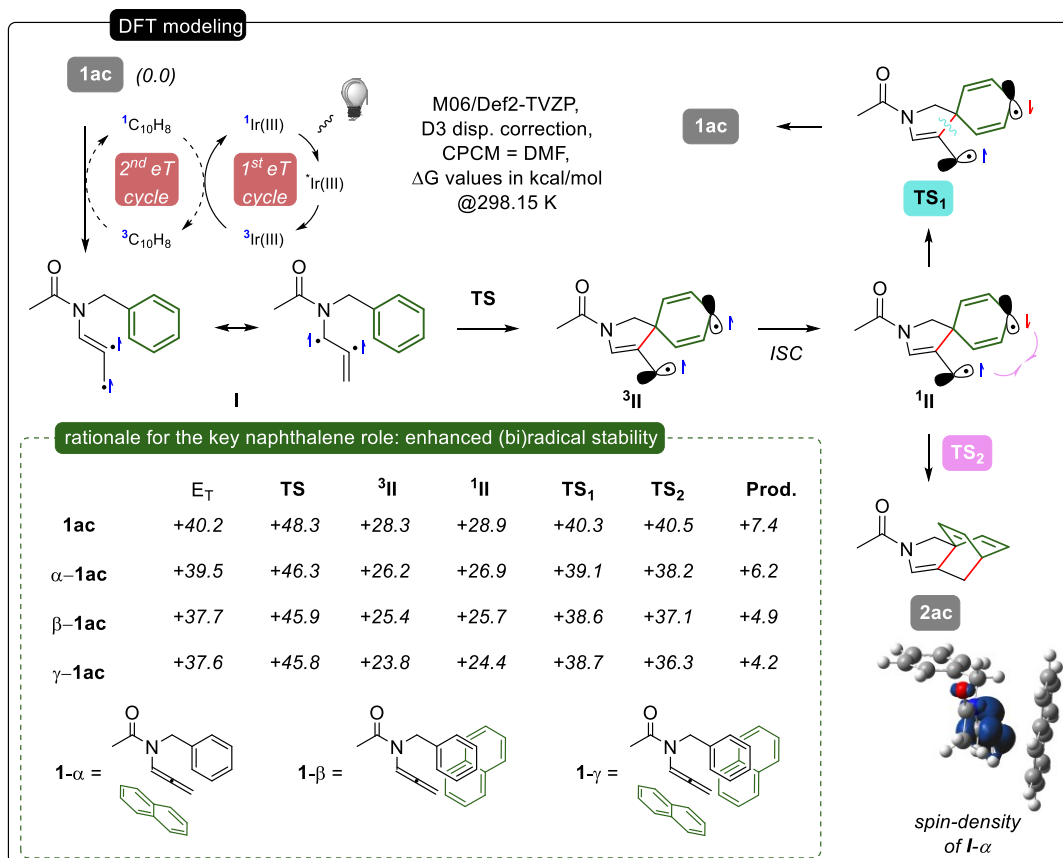 DFT modeling
1ac (0.0)
¹C₁₀H₈
¹Ir(III)
2nd eT cycle
1st eT cycle
*Ir(III)
³C₁₀H₈
³Ir(III)
M06/Def2-TVZP,
D3 disp. correction,
CPCM = DMF,
ΔG values in kcal/mol
@298.15 K
1ac
O
N
TS₁
O
N
O
N
I
TS
O
N
³II
ISC
O
N
¹II
TS₂
rationale for the key naphthalene role: enhanced (bi)radical stability
E_T TS ³II ¹II TS₁ TS₂ Prod.
1ac +40.2 +48.3 +28.3 +28.9 +40.3 +40.5 +7.4
α–1ac +39.5 +46.3 +26.2 +26.9 +39.1 +38.2 +6.2
β–1ac +37.7 +45.9 +25.4 +25.7 +38.6 +37.1 +4.9
γ–1ac +37.6 +45.8 +23.8 +24.4 +38.7 +36.3 +4.2
O
N
1-α =
O
N
1-β =
O
N
1-γ =
O
N
2ac
spin-density
of I-α